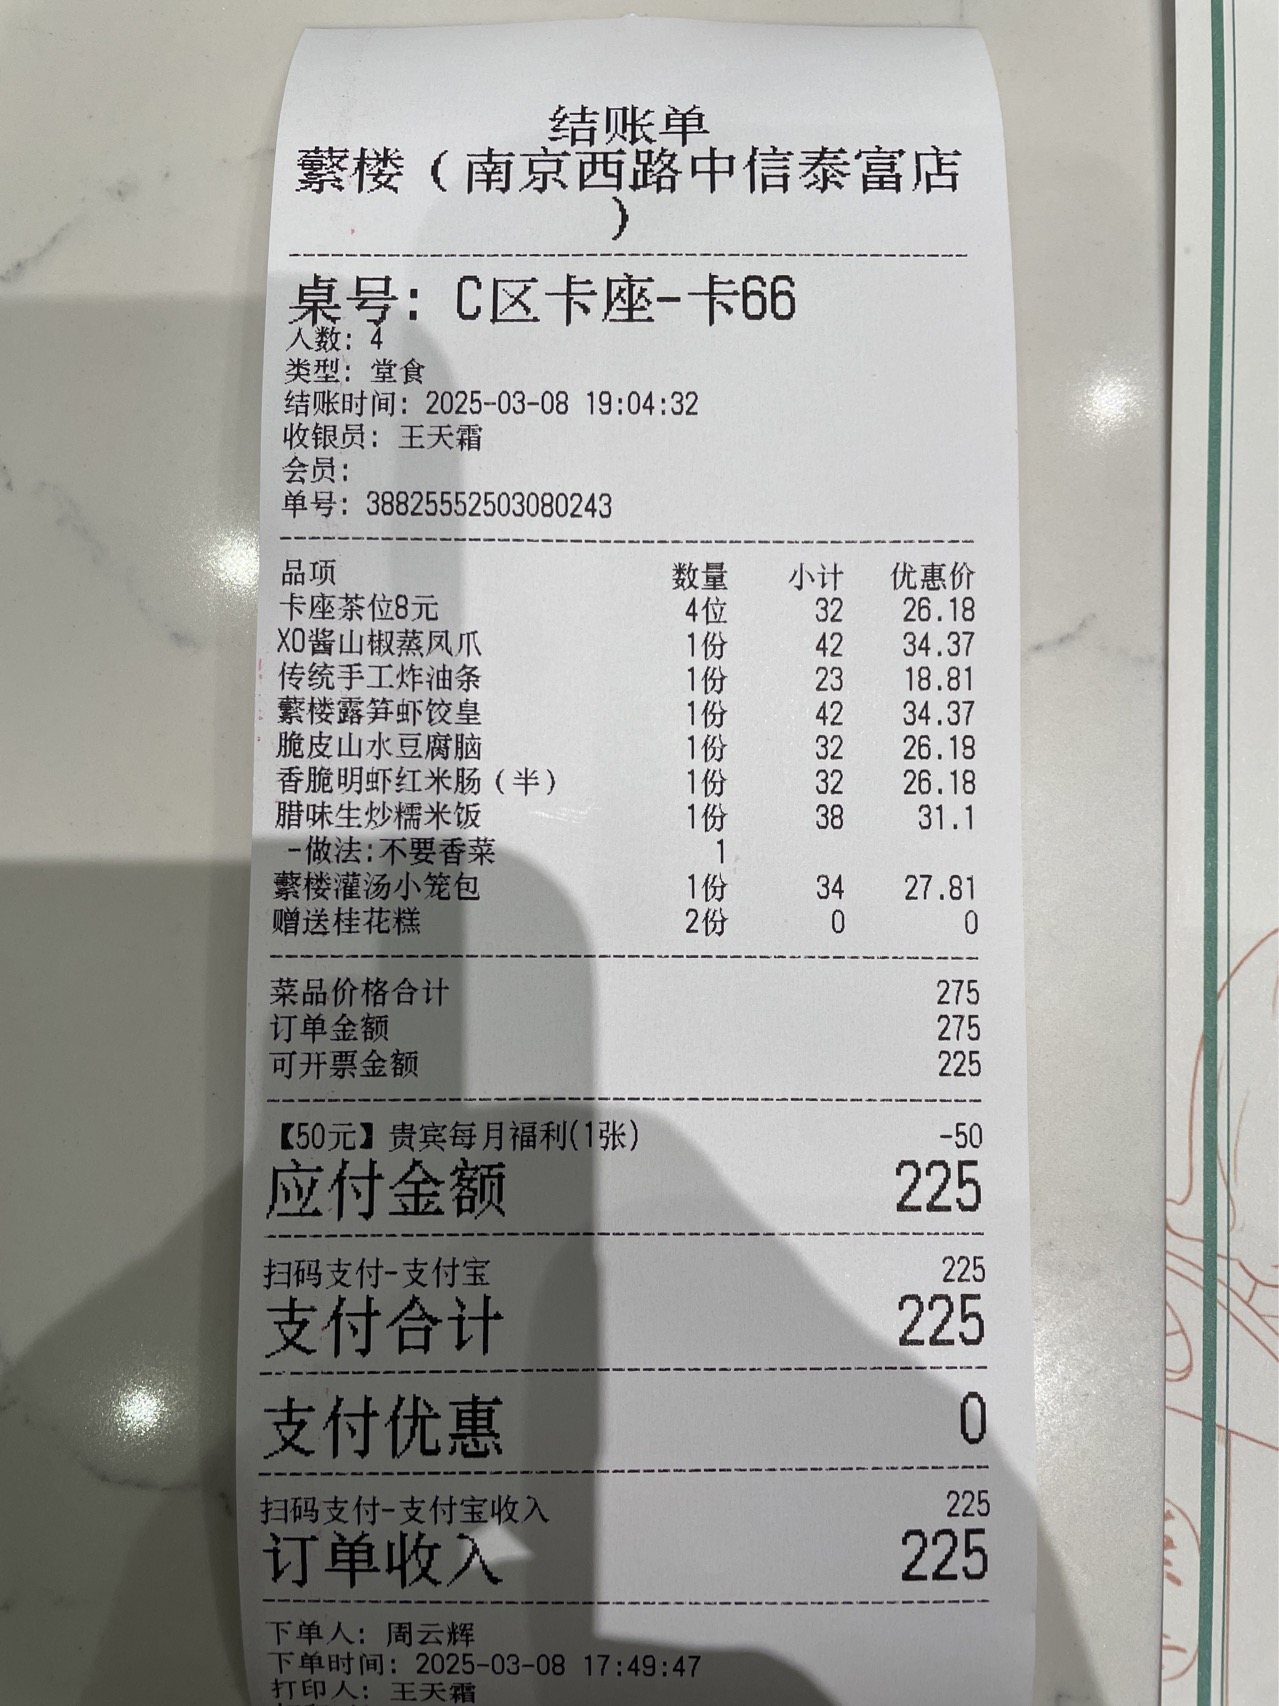 结账单
蘩楼（南京西路中信泰富店
）
桌号: C区卡座-卡66
人数: 4
类型: 堂食
结账时间: 2025-03-08 19:04:32
收银员: 王天霜
会员:
单号: 38825552503080243
品项 数量 小计 优惠价
卡座茶位8元 4位 32 26.18
XO酱山椒蒸凤爪 1份 42 34.37
传统手工炸油条 1份 23 18.81
蘩楼露笋虾饺皇 1份 42 34.37
脆皮山水豆腐脑 1份 32 26.18
香脆明虾红米肠（半） 1份 32 26.18
腊味生炒糯米饭 1份 38 31.1
-做法:不要香菜 1
蘩楼灌汤小笼包 1份 34 27.81
赠送桂花糕 2份 0 0
菜品价格合计 275
订单金额 275
可开票金额 225
【50元】贵宾每月福利(1张) -50
应付金额 225
扫码支付-支付宝 225
支付合计 225
支付优惠 0
扫码支付-支付宝收入 225
订单收入 225
下单人: 周云辉
下单时间: 2025-03-08 17:49:47
打印人: 王天霜